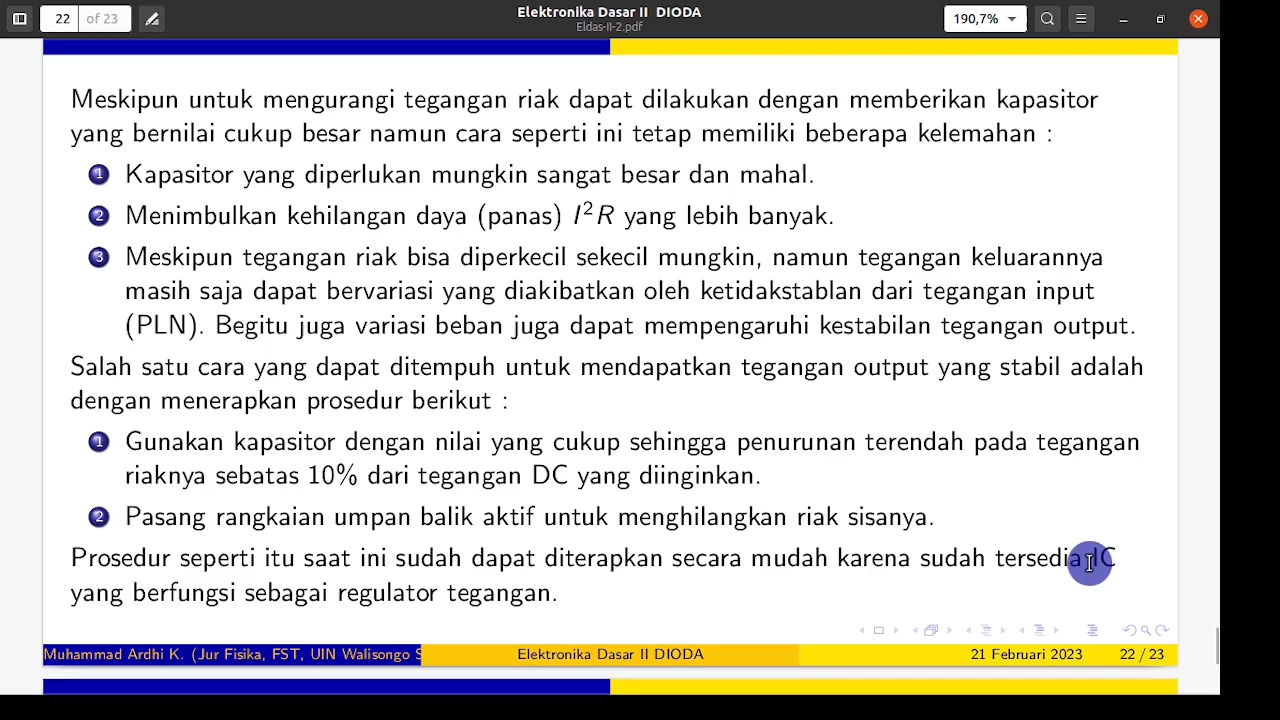 22 of 23
Elektronika Dasar II DIODA
Eldas-II-2.pdf
190,7%
Meskipun untuk mengurangi tegangan riak dapat dilakukan dengan memberikan kapasitor
yang bernilai cukup besar namun cara seperti ini tetap memiliki beberapa kelemahan :
1 Kapasitor yang diperlukan mungkin sangat besar dan mahal.
2 Menimbulkan kehilangan daya (panas) I²R yang lebih banyak.
3 Meskipun tegangan riak bisa diperkecil sekecil mungkin, namun tegangan keluarannya
masih saja dapat bervariasi yang diakibatkan oleh ketidakstablan dari tegangan input
(PLN). Begitu juga variasi beban juga dapat mempengaruhi kestabilan tegangan output.
Salah satu cara yang dapat ditempuh untuk mendapatkan tegangan output yang stabil adalah
dengan menerapkan prosedur berikut :
1 Gunakan kapasitor dengan nilai yang cukup sehingga penurunan terendah pada tegangan
riaknya sebatas 10% dari tegangan DC yang diinginkan.
2 Pasang rangkaian umpan balik aktif untuk menghilangkan riak sisanya.
Prosedur seperti itu saat ini sudah dapat diterapkan secara mudah karena sudah tersedia IC
yang berfungsi sebagai regulator tegangan.
Muhammad Ardhi K. (Jur Fisika, FST, UIN Walisongo S
Elektronika Dasar II DIODA
21 Februari 2023
22 / 23